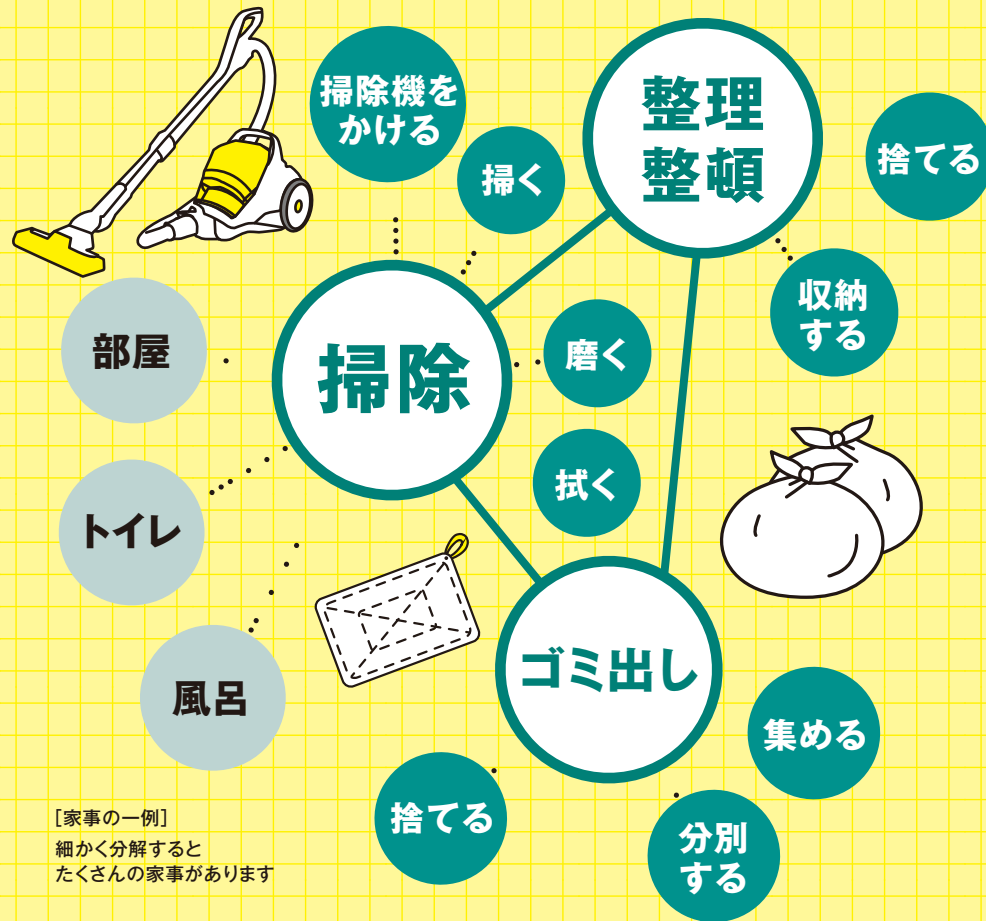 掃除機を
かける
掃く
整理
整頓
捨てる
収納
する
部屋
掃除
磨く
拭く
トイレ
風呂
ゴミ出し
集める
捨てる
分別
する
[家事の一例]
細かく分解すると
たくさんの家事があります